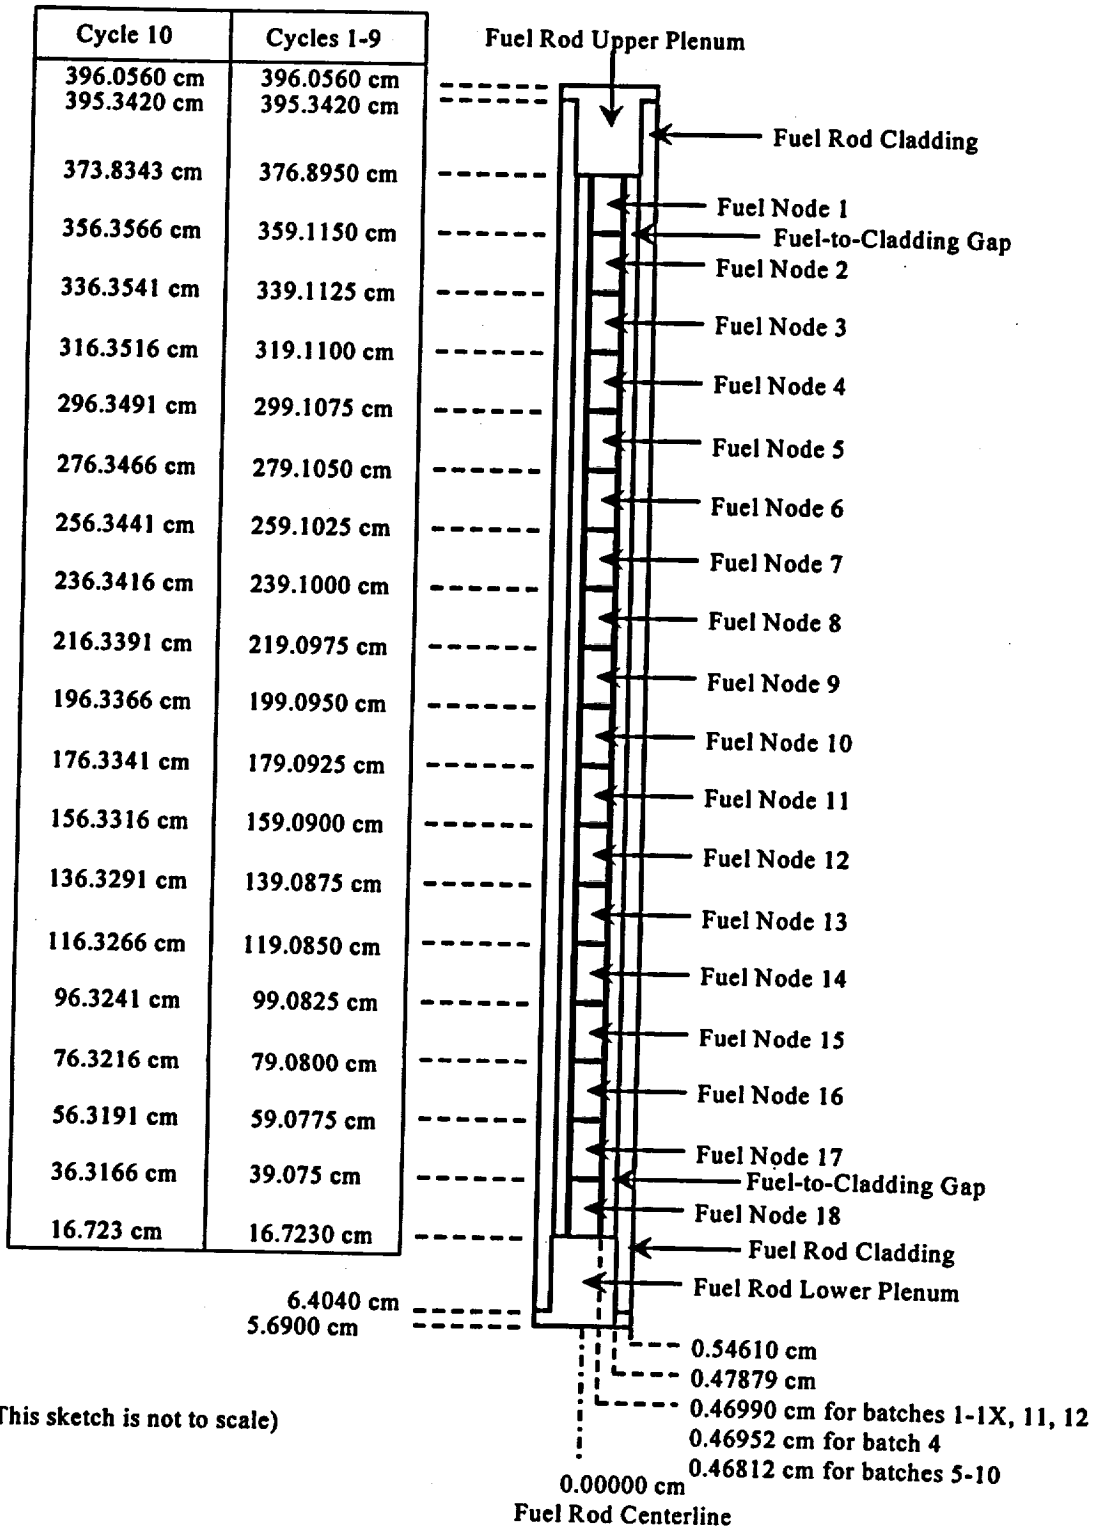 Cycle 10 Cycles 1-9 Fuel Rod Upper Plenum
396.0560 cm 396.0560 cm
395.3420 cm 395.3420 cm
Fuel Rod Cladding
373.8343 cm 376.8950 cm
Fuel Node 1
356.3566 cm 359.1150 cm Fuel-to-Cladding Gap
Fuel Node 2
336.3541 cm 339.1125 cm
Fuel Node 3
316.3516 cm 319.1100 cm
Fuel Node 4
296.3491 cm 299.1075 cm
Fuel Node 5
276.3466 cm 279.1050 cm
Fuel Node 6
256.3441 cm 259.1025 cm
Fuel Node 7
236.3416 cm 239.1000 cm
Fuel Node 8
216.3391 cm 219.0975 cm
Fuel Node 9
196.3366 cm 199.0950 cm
Fuel Node 10
176.3341 cm 179.0925 cm
Fuel Node 11
156.3316 cm 159.0900 cm
Fuel Node 12
136.3291 cm 139.0875 cm
Fuel Node 13
116.3266 cm 119.0850 cm
Fuel Node 14
96.3241 cm 99.0825 cm
Fuel Node 15
76.3216 cm 79.0800 cm
Fuel Node 16
56.3191 cm 59.0775 cm
Fuel Node 17
36.3166 cm 39.075 cm Fuel-to-Cladding Gap
Fuel Node 18
16.723 cm 16.7230 cm
Fuel Rod Cladding
Fuel Rod Lower Plenum
6.4040 cm
5.6900 cm
0.54610 cm
0.47879 cm
0.46990 cm for batches 1-1X, 11, 12
This sketch is not to scale)
0.46952 cm for batch 4
0.46812 cm for batches 5-10
0.00000 cm
Fuel Rod Centerline